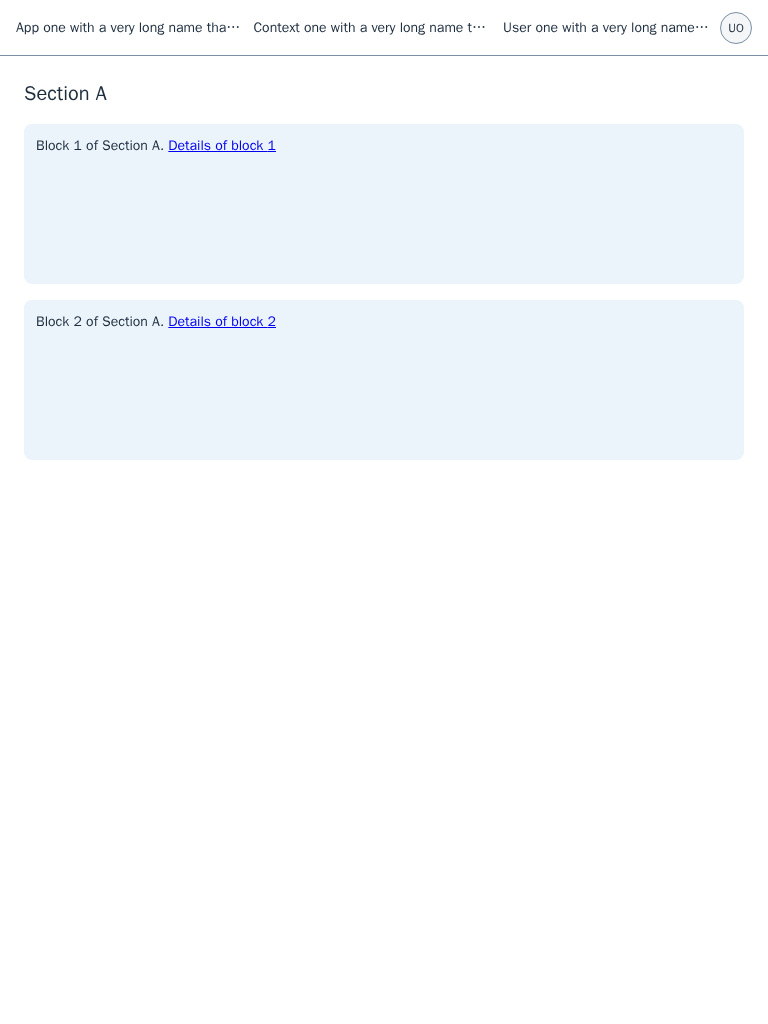 App one with a very long name tha… Context one with a very long name t… User one with a very long name… UO
Section A
Block 1 of Section A. Details of block 1
Block 2 of Section A. Details of block 2